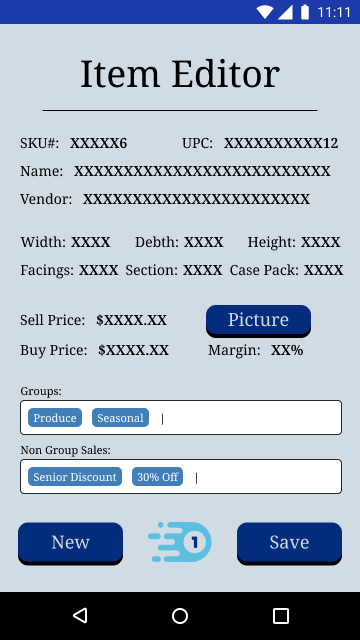 11:11
Item Editor
SKU#: XXXXX6 UPC: XXXXXXXXXX12
Name: XXXXXXXXXXXXXXXXXXXXXXXXX
Vendor: XXXXXXXXXXXXXXXXXXXXXX
Width: XXXX Debth: XXXX Height: XXXX
Facings: XXXX Section: XXXX Case Pack: XXXX
Sell Price: $XXXX.XX Picture
Buy Price: $XXXX.XX Margin: XX%
Groups:
Produce Seasonal |
Non Group Sales:
Senior Discount 30% Off |
New 1 Save